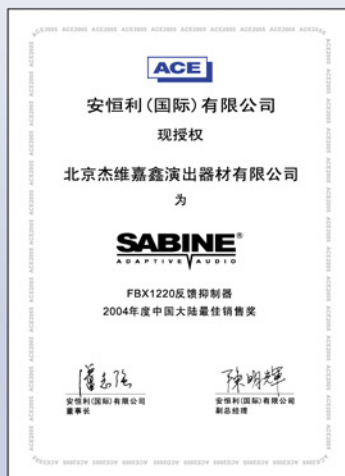 ACE
安恒利(国际)有限公司
现授权
北京杰维嘉鑫演出器材有限公司
为
SABINE®
ADAPTIVE AUDIO
FBX1220反馈抑制器
2004年度中国大陆最佳销售奖
安恒利(国际)有限公司 安恒利(国际)有限公司
董事长 副总经理